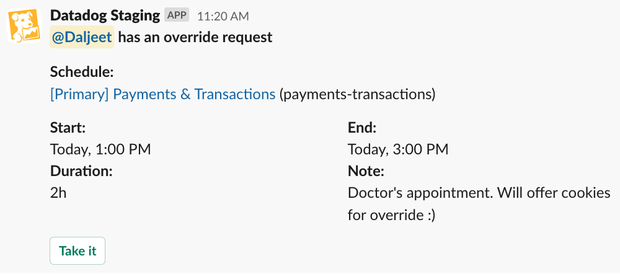 Datadog Staging APP 11:20 AM
@Daljeet has an override request
Schedule:
[Primary] Payments & Transactions (payments-transactions)
Start:
Today, 1:00 PM
Duration:
2h
End:
Today, 3:00 PM
Note:
Doctor's appointment. Will offer cookies
for override :)
Take it